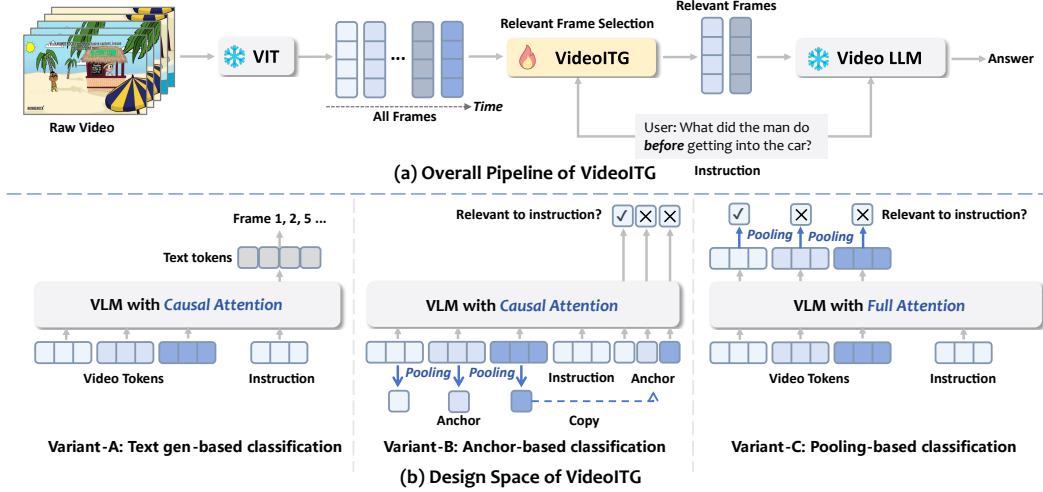 Relevant Frames
Relevant Frame Selection
VIT
...
VideoITG
Video LLM
Answer
Time
All Frames
Raw Video
User: What did the man do
before getting into the car?
Instruction
(a) Overall Pipeline of VideoITG
Frame 1, 2, 5 ...
Text tokens
VLM with Causal Attention
Video Tokens
Instruction
Variant-A: Text gen-based classification
Relevant to instruction?
VLM with Causal Attention
Pooling
Pooling
Instruction
Anchor
Anchor
Copy
Variant-B: Anchor-based classification
Relevant to instruction?
Pooling
Pooling
VLM with Full Attention
Video Tokens
Instruction
Variant-C: Pooling-based classification
(b) Design Space of VideoITG